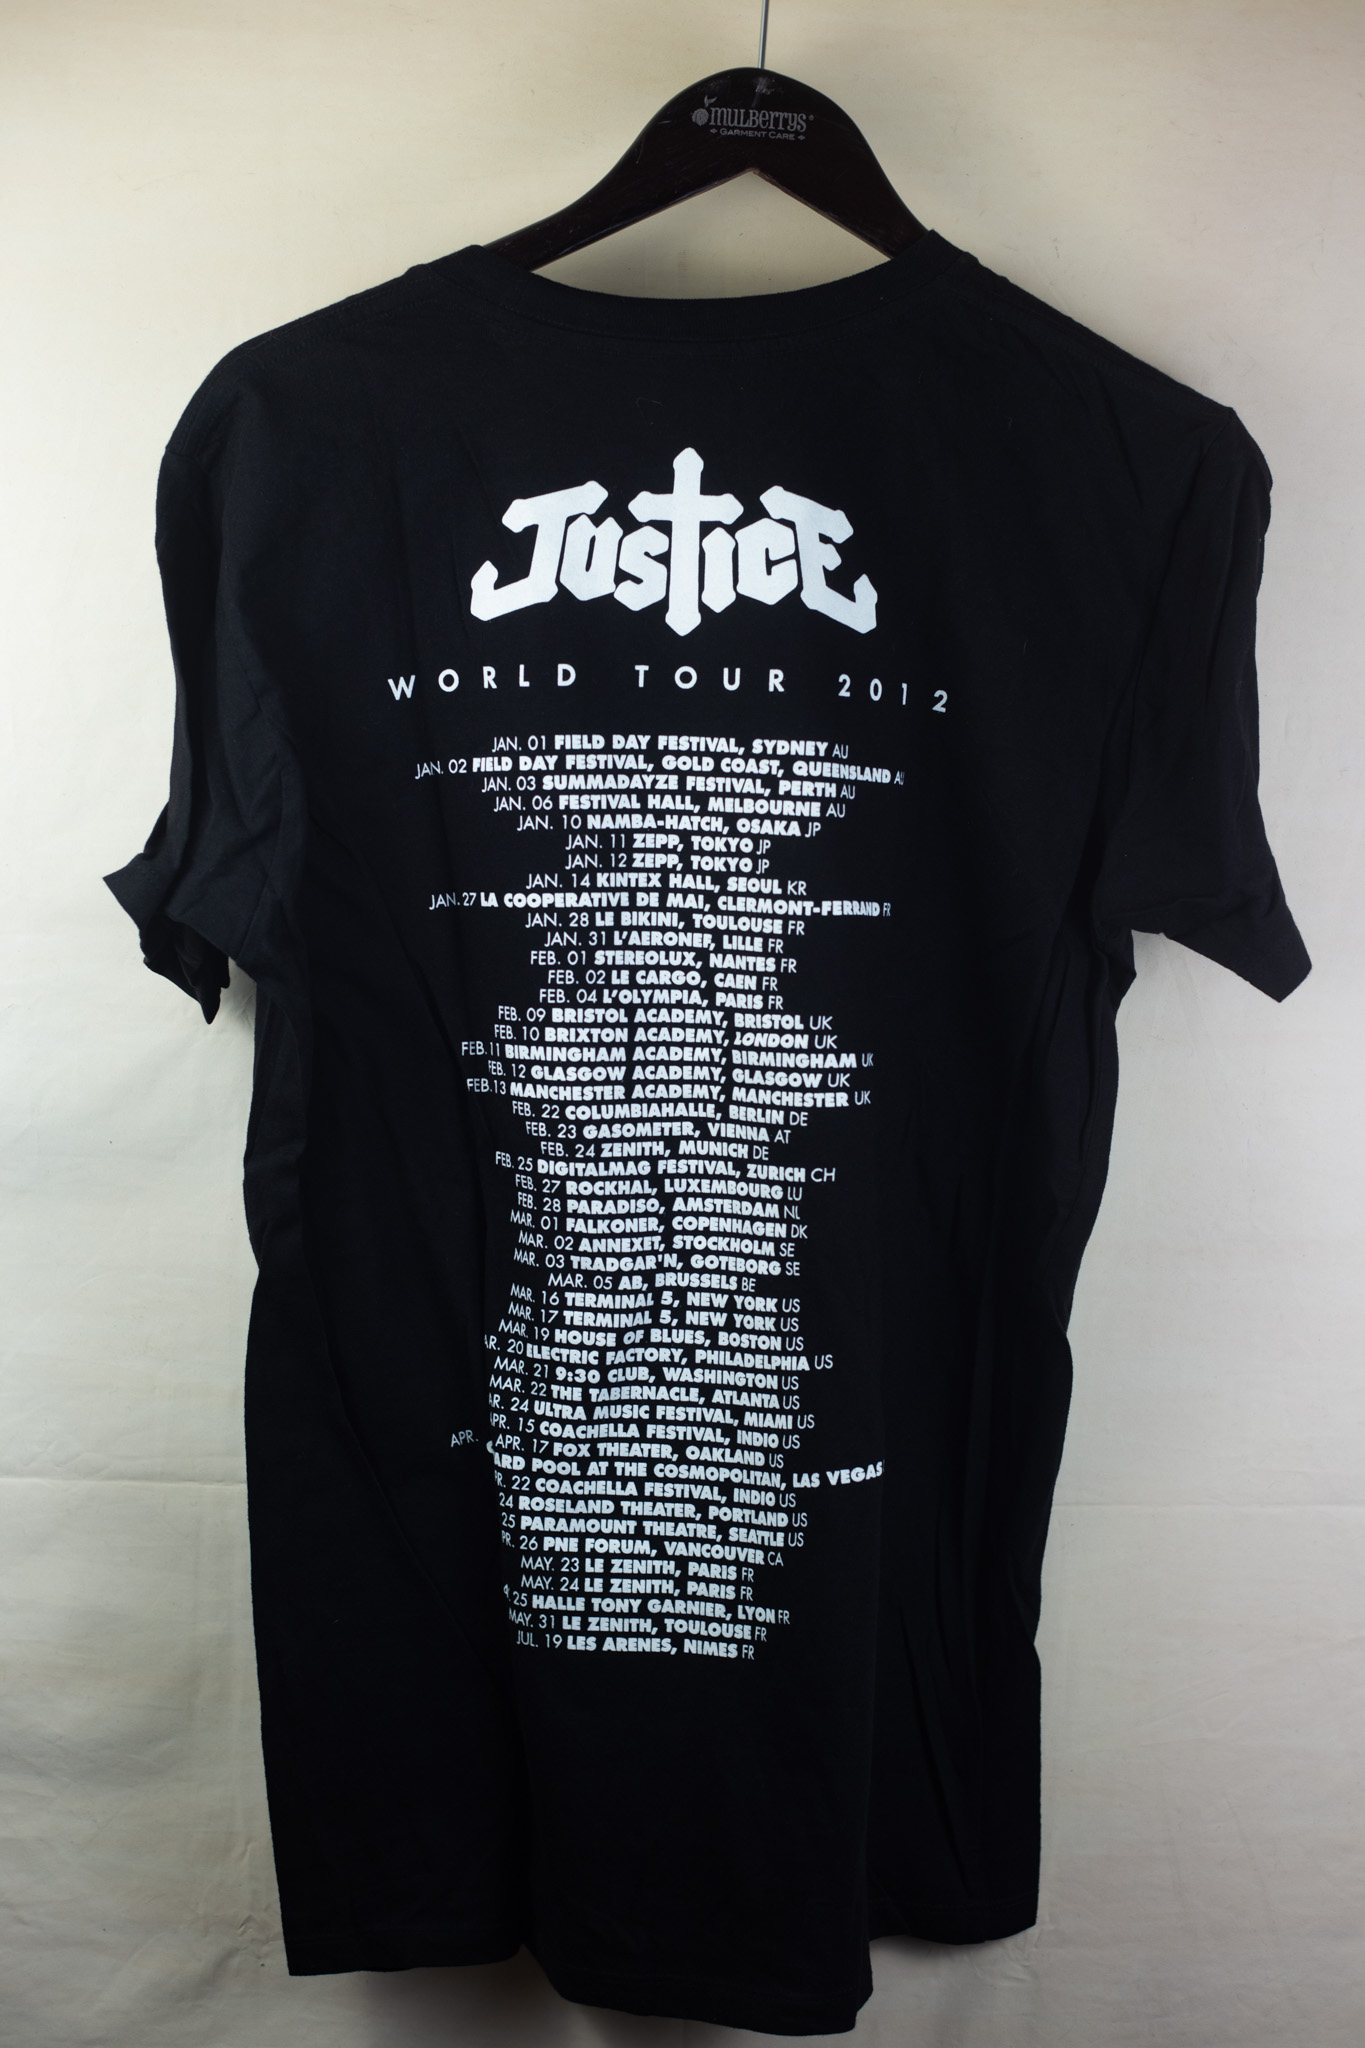 mulberrys
GARMENT CARE
JUSTICE
WORLD TOUR 2012
JAN. 01 FIELD DAY FESTIVAL, SYDNEY AU
JAN. 02 FIELD DAY FESTIVAL, GOLD COAST, QUEENSLAND AU
JAN. 03 SUMMADAYZE FESTIVAL, PERTH AU
JAN. 06 FESTIVAL HALL, MELBOURNE AU
JAN. 10 NAMBA-HATCH, OSAKA JP
JAN. 11 ZEPP, TOKYO JP
JAN. 12 ZEPP, TOKYO JP
JAN. 14 KINTEX HALL, SEOUL KR
JAN. 27 LA COOPERATIVE DE MAI, CLERMONT-FERRAND FR
JAN. 28 LE BIKINI, TOULOUSE FR
JAN. 31 L'AERONEF, LILLE FR
FEB. 01 STEREOLUX, NANTES FR
FEB. 02 LE CARGO, CAEN FR
FEB. 04 L'OLYMPIA, PARIS FR
FEB. 09 BRISTOL ACADEMY, BRISTOL UK
FEB. 10 BRIXTON ACADEMY, LONDON UK
FEB. 11 BIRMINGHAM ACADEMY, BIRMINGHAM UK
FEB. 12 GLASGOW ACADEMY, GLASGOW UK
FEB. 13 MANCHESTER ACADEMY, MANCHESTER UK
FEB. 22 COLUMBIAHALLE, BERLIN DE
FEB. 23 GASOMETER, VIENNA AT
FEB. 24 ZENITH, MUNICH DE
FEB. 25 DIGITALMAG FESTIVAL, ZURICH CH
FEB. 27 ROCKHAL, LUXEMBOURG LU
FEB. 28 PARADISO, AMSTERDAM NL
MAR. 01 FALKONER, COPENHAGEN DK
MAR. 02 ANNEXET, STOCKHOLM SE
MAR. 03 TRADGAR'N, GOTEBORG SE
MAR. 05 AB, BRUSSELS BE
MAR. 16 TERMINAL 5, NEW YORK US
MAR. 17 TERMINAL 5, NEW YORK US
MAR. 19 HOUSE OF BLUES, BOSTON US
AR. 20 ELECTRIC FACTORY, PHILADELPHIA US
MAR. 21 9:30 CLUB, WASHINGTON US
MAR. 22 THE TABERNACLE, ATLANTA US
AR. 24 ULTRA MUSIC FESTIVAL, MIAMI US
APR. 15 COACHELLA FESTIVAL, INDIO US
APR. 17 FOX THEATER, OAKLAND US
APR. ARD POOL AT THE COSMOPOLITAN, LAS VEGAS
PR. 22 COACHELLA FESTIVAL, INDIO US
24 ROSELAND THEATER, PORTLAND US
25 PARAMOUNT THEATRE, SEATTLE US
PR. 26 PNE FORUM, VANCOUVER CA
MAY. 23 LE ZENITH, PARIS FR
MAY. 24 LE ZENITH, PARIS FR
25 HALLE TONY GARNIER, LYON FR
MAY. 31 LE ZENITH, TOULOUSE FR
JUL. 19 LES ARENES, NIMES FR